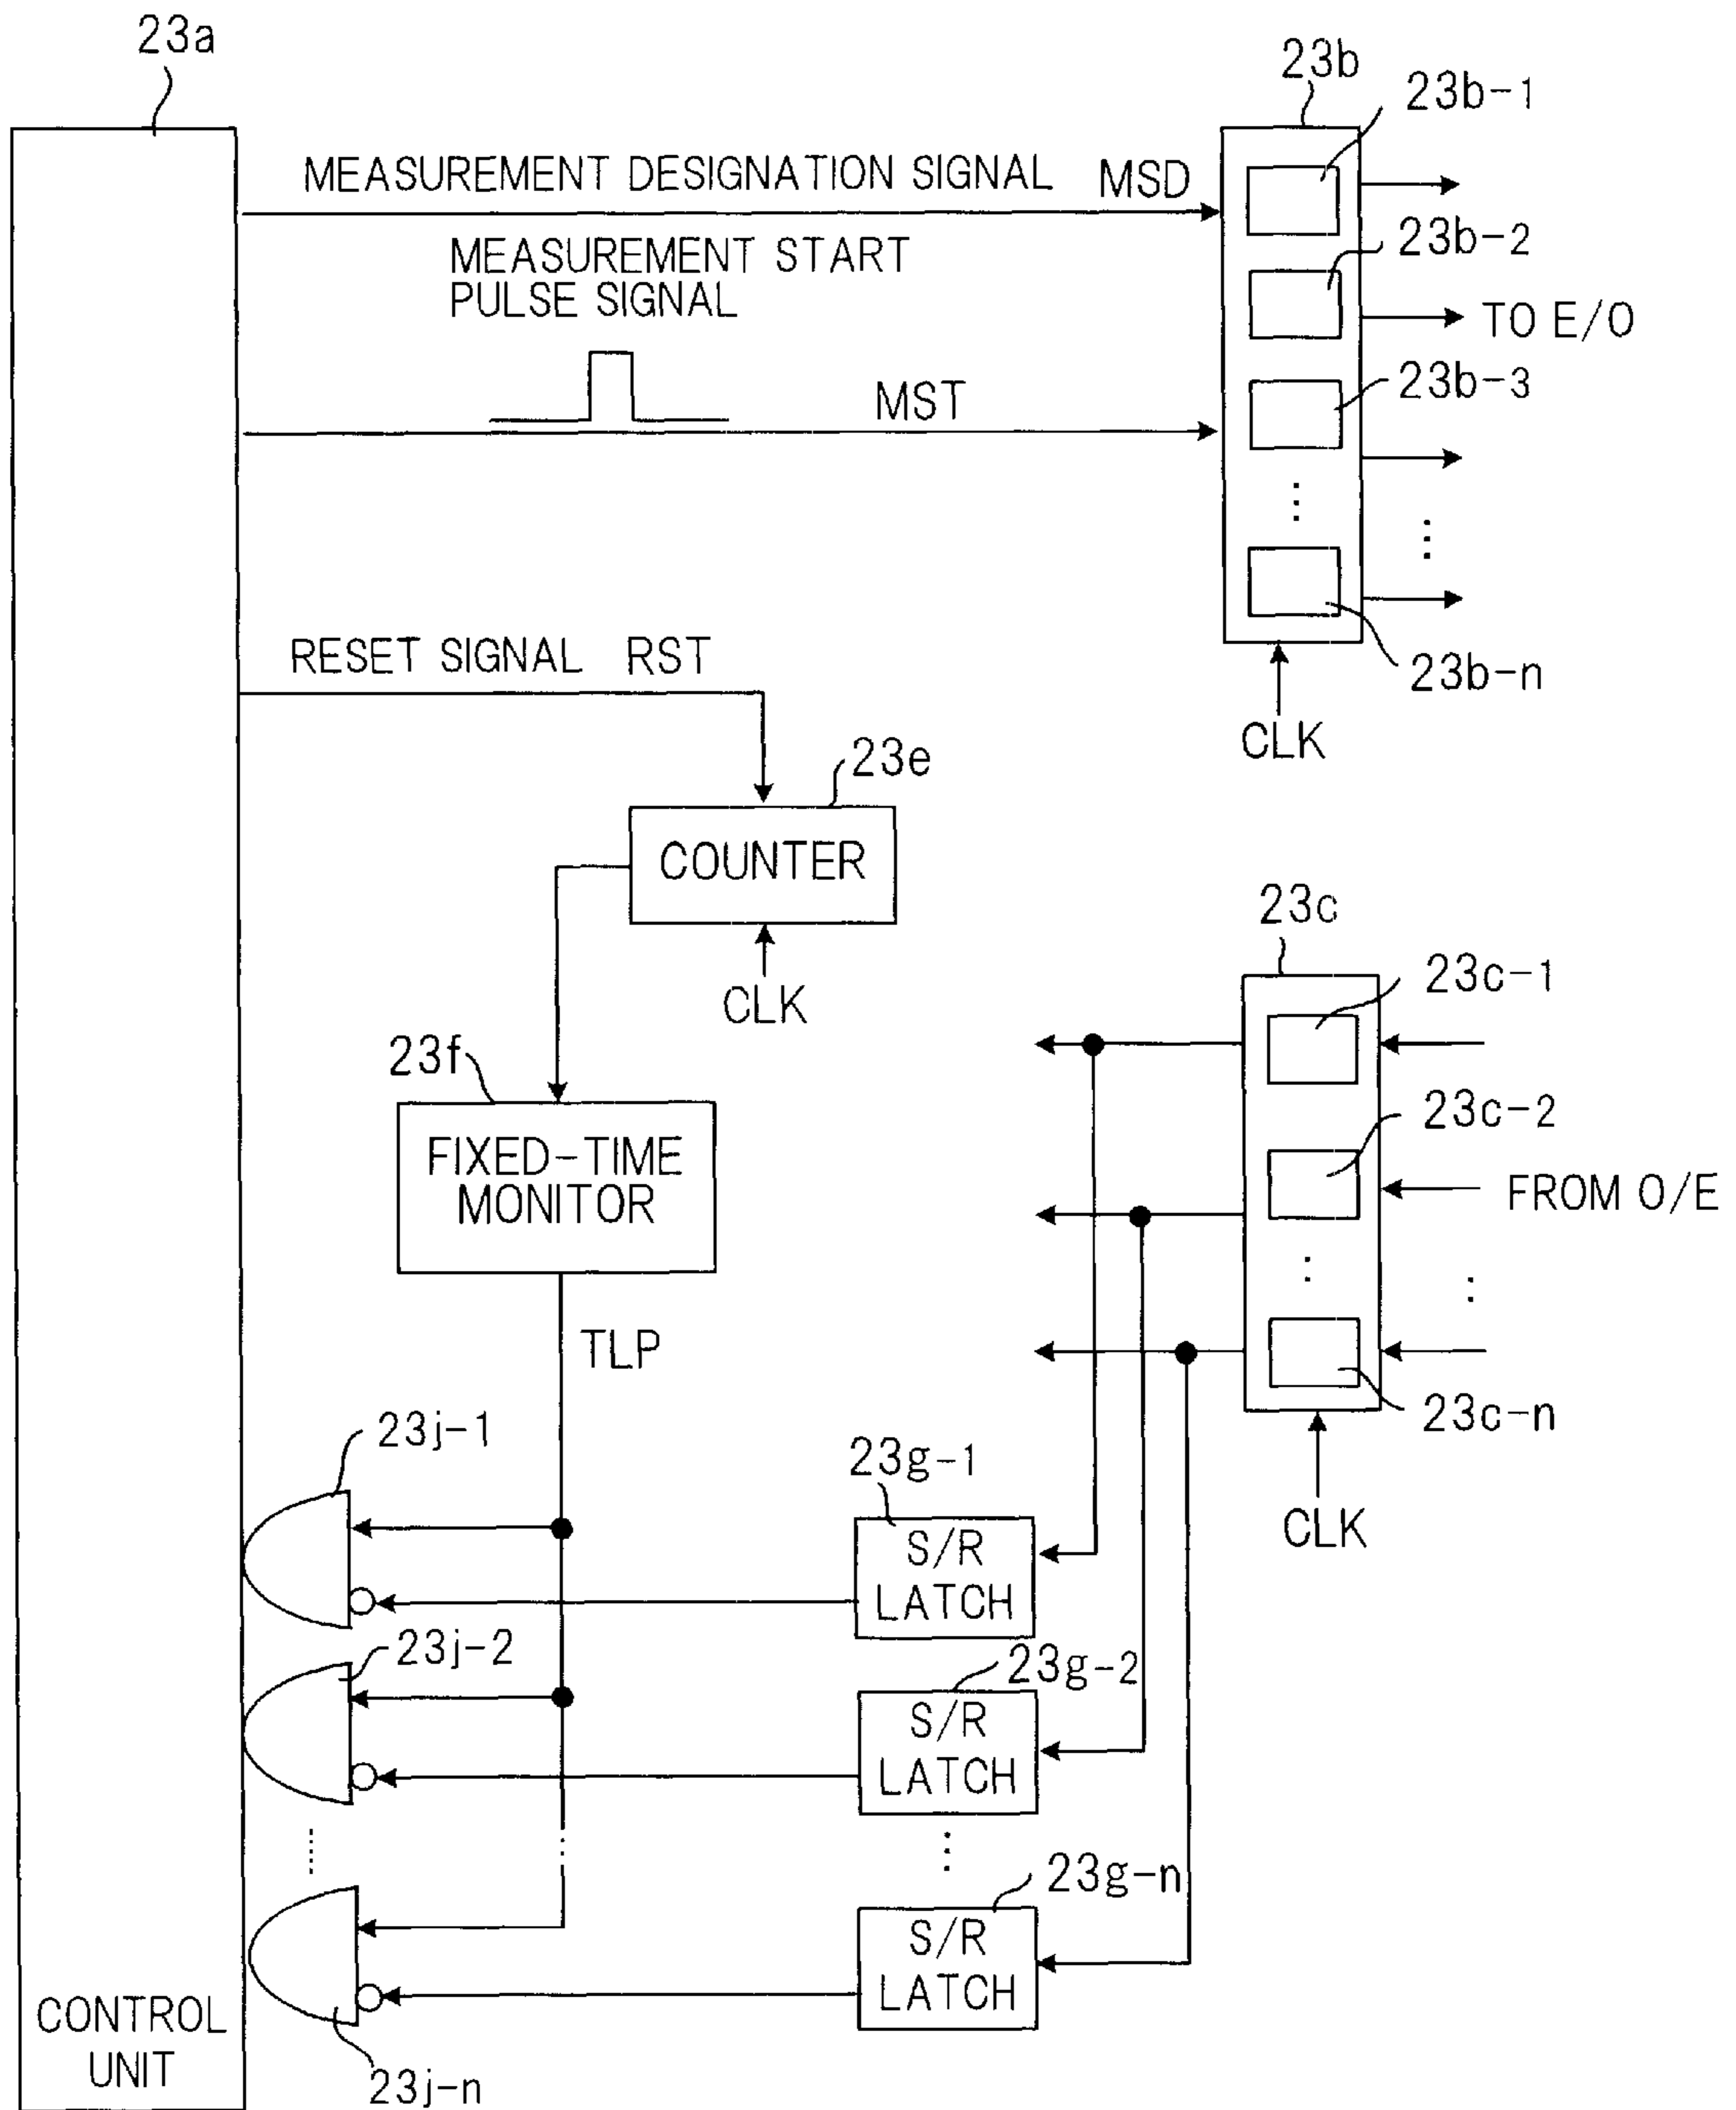 23a
23b
23b-1
MEASUREMENT DESIGNATION SIGNAL MSD
23b-2
MEASUREMENT START
PULSE SIGNAL
TO E/O
23b-3
MST
RESET SIGNAL RST
23b-n
CLK
23e
COUNTER
23c
23c-1
CLK
23f
23c-2
FIXED-TIME
MONITOR
FROM O/E
TLP
23c-n
23j-1
23g-1
CLK
S/R
LATCH
23j-2
23g-2
S/R
LATCH
23g-n
S/R
LATCH
CONTROL
UNIT
23j-n